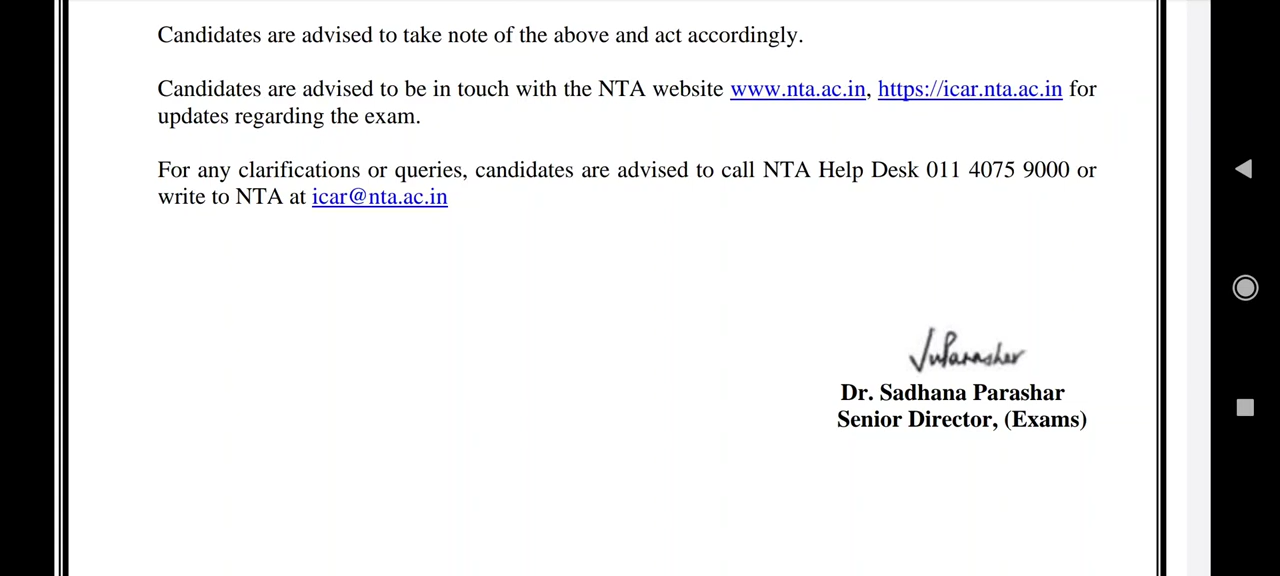 Candidates are advised to take note of the above and act accordingly.
Candidates are advised to be in touch with the NTA website www.nta.ac.in, https://icar.nta.ac.in for
updates regarding the exam.
For any clarifications or queries, candidates are advised to call NTA Help Desk 011 4075 9000 or
write to NTA at icar@nta.ac.in
Dr. Sadhana Parashar
Senior Director, (Exams)